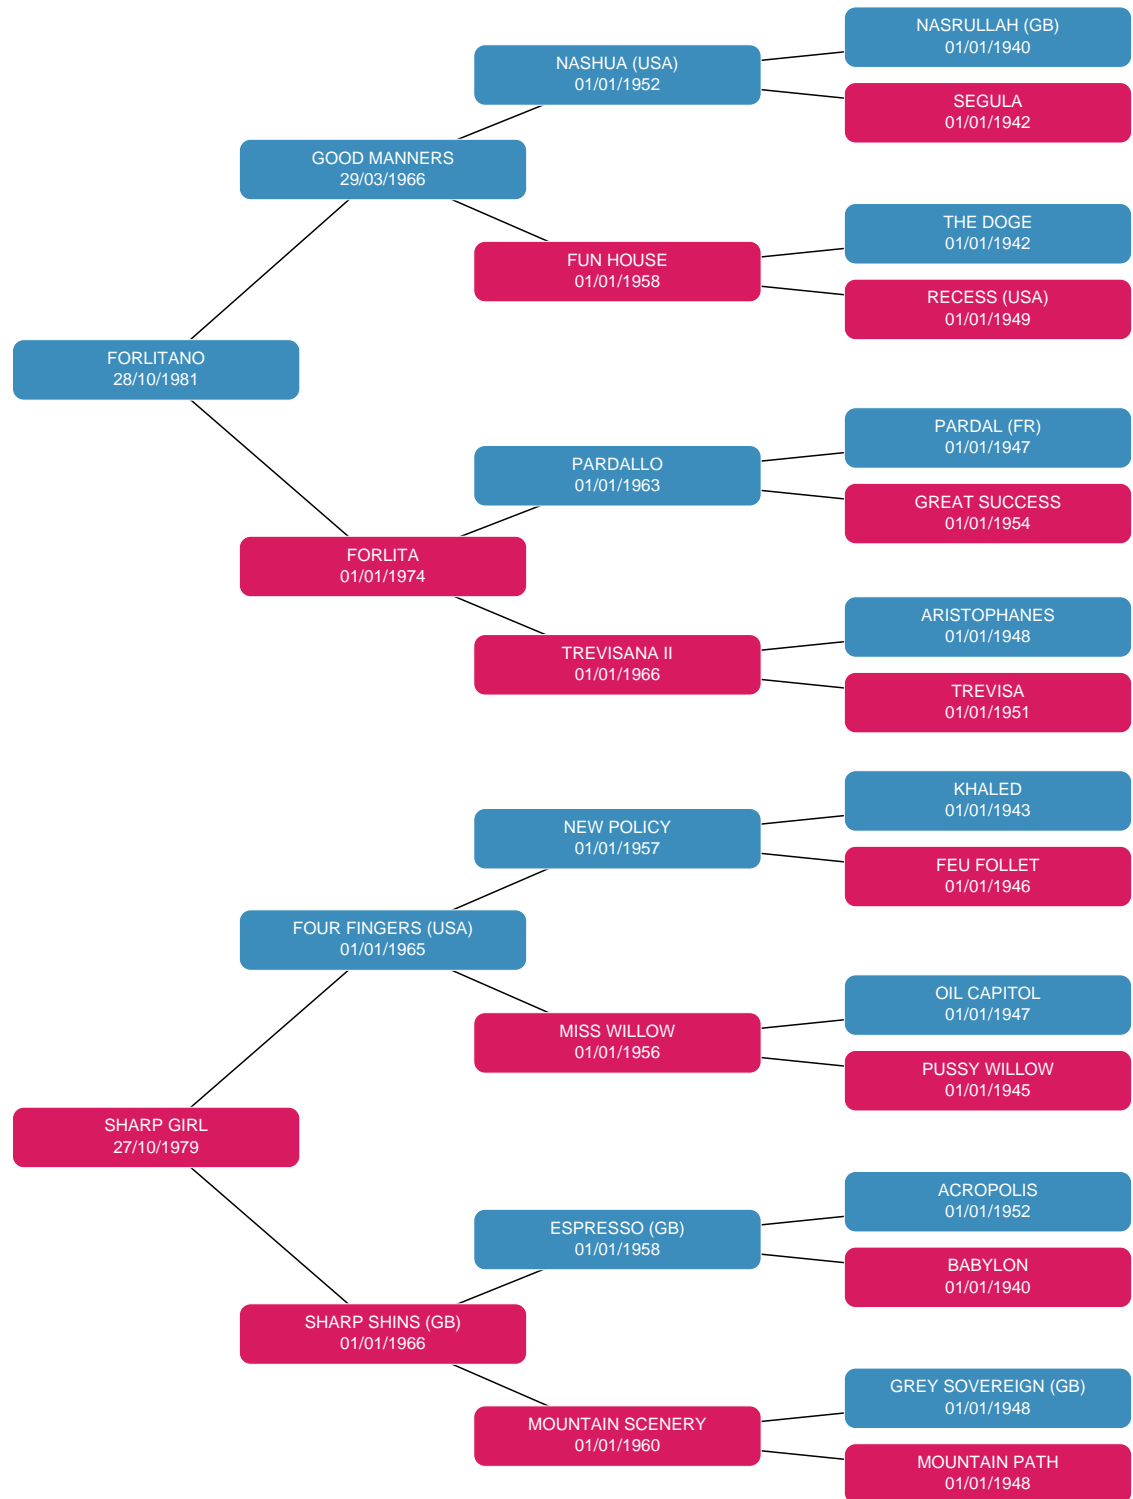 NASRULLAH (GB)
01/01/1940
NASHUA (USA)
01/01/1952
SEGULA
01/01/1942
GOOD MANNERS
29/03/1966
THE DOGE
01/01/1942
FUN HOUSE
01/01/1958
RECESS (USA)
01/01/1949
FORLITANO
28/10/1981
PARDAL (FR)
01/01/1947
PARDALLO
01/01/1963
GREAT SUCCESS
01/01/1954
FORLITA
01/01/1974
ARISTOPHANES
01/01/1948
TREVISANA II
01/01/1966
TREVISA
01/01/1951
KHALED
01/01/1943
NEW POLICY
01/01/1957
FEU FOLLET
01/01/1946
FOUR FINGERS (USA)
01/01/1965
OIL CAPITOL
01/01/1947
MISS WILLOW
01/01/1956
PUSSY WILLOW
01/01/1945
SHARP GIRL
27/10/1979
ACROPOLIS
01/01/1952
ESPRESSO (GB)
01/01/1958
BABYLON
01/01/1940
SHARP SHINS (GB)
01/01/1966
GREY SOVEREIGN (GB)
01/01/1948
MOUNTAIN SCENERY
01/01/1960
MOUNTAIN PATH
01/01/1948